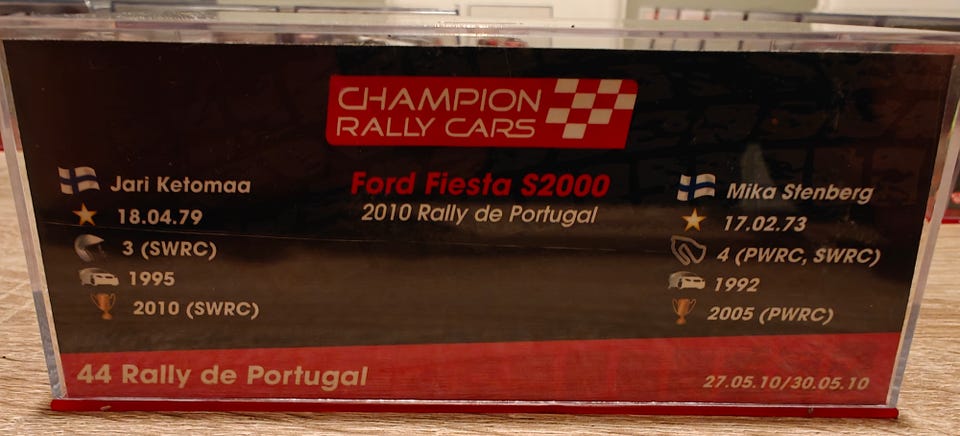 CHAMPION
RALLY CARS
Ford Fiesta S2000
2010 Rally de Portugal
Jari Ketomaa
18.04.79
3 (SWRC)
1995
2010 (SWRC)
Mika Stenberg
17.02.73
4 (PWRC, SWRC)
1992
2005 (PWRC)
44 Rally de Portugal
27.05.10/30.05.10